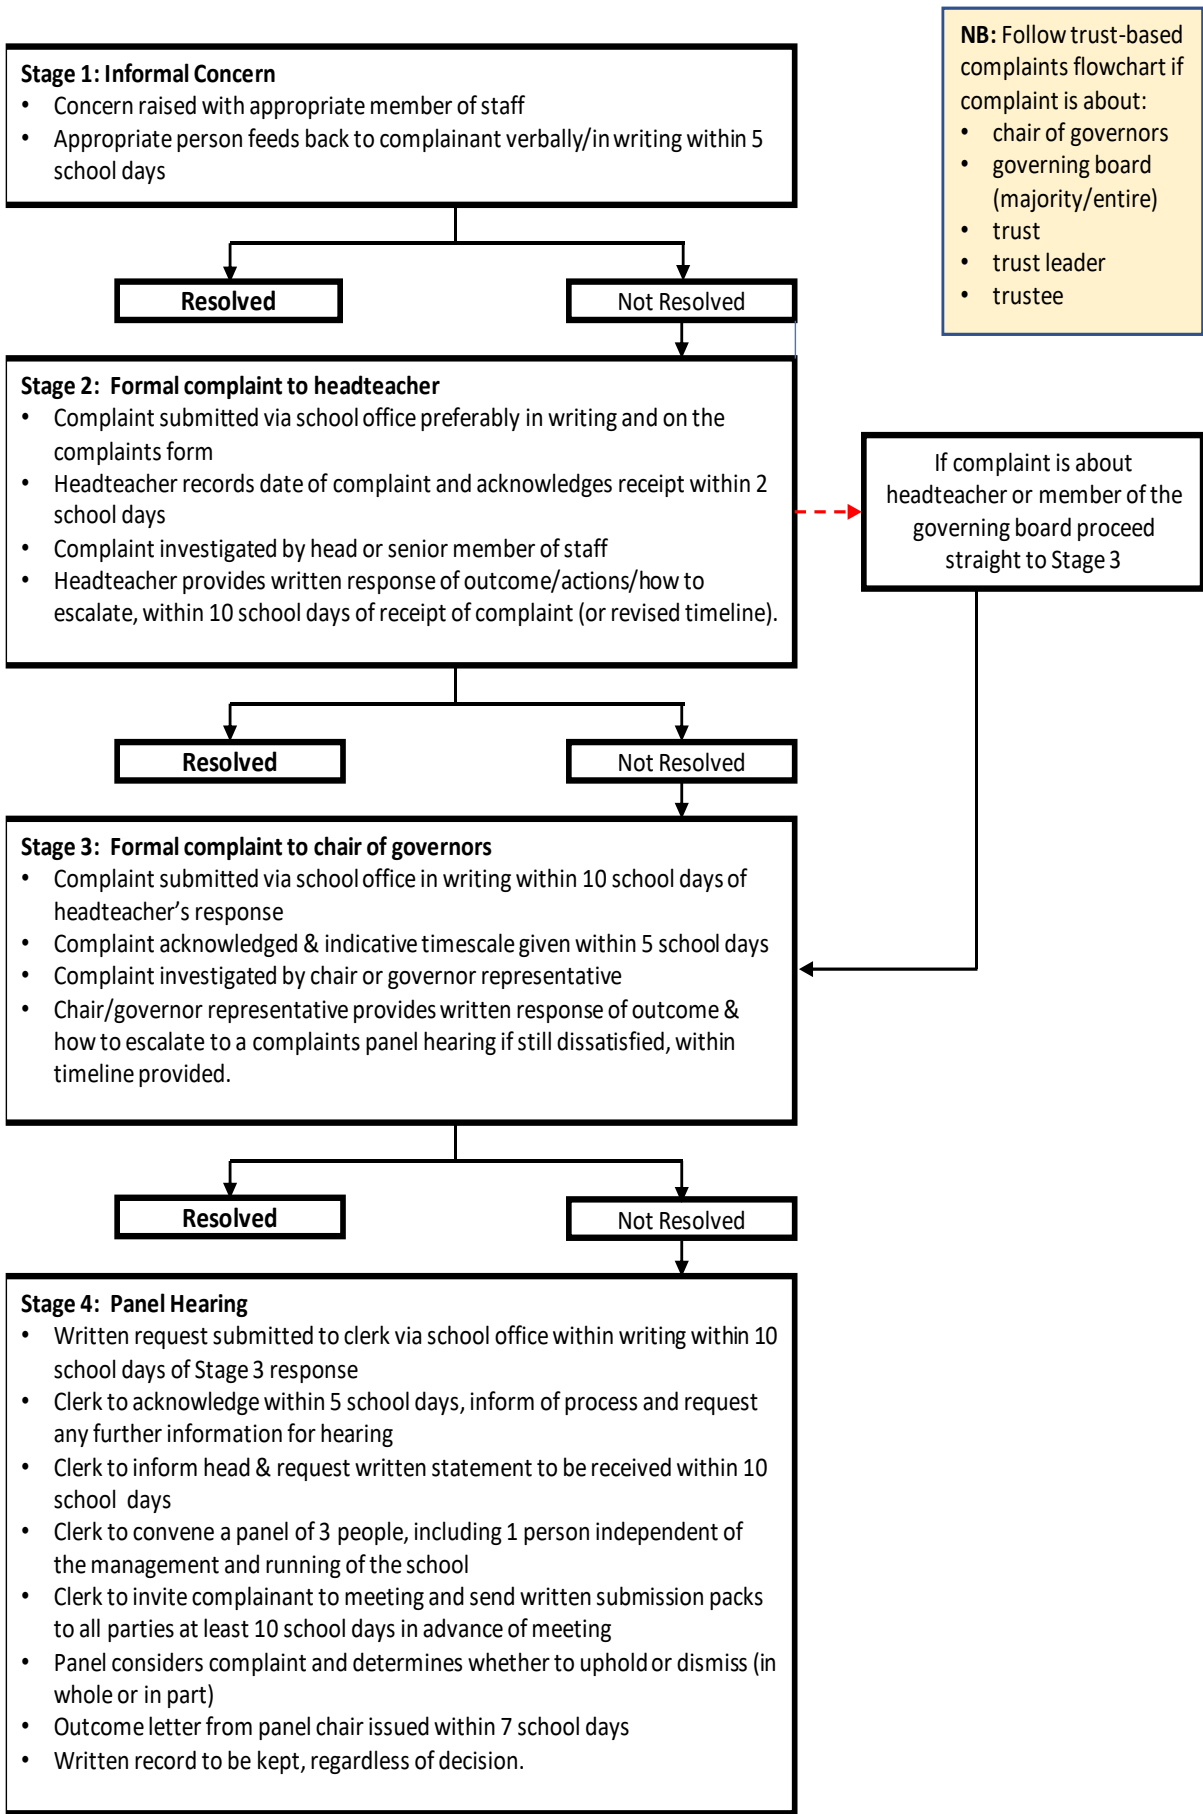 Stage 1: Informal Concern
• Concern raised with appropriate member of staff
• Appropriate person feeds back to complainant verbally/in writing within 5
school days
NB: Follow trust-based
complaints flowchart if
complaint is about:
• chair of governors
• governing board
(majority/entire)
• trust
• trust leader
• trustee
Resolved
Not Resolved
Stage 2: Formal complaint to headteacher
• Complaint submitted via school office preferably in writing and on the
complaints form
• Headteacher records date of complaint and acknowledges receipt within 2
school days
• Complaint investigated by head or senior member of staff
• Headteacher provides written response of outcome/actions/how to
escalate, within 10 school days of receipt of complaint (or revised timeline).
If complaint is about
headteacher or member of the
governing board proceed
straight to Stage 3
Resolved
Not Resolved
Stage 3: Formal complaint to chair of governors
• Complaint submitted via school office in writing within 10 school days of
headteacher’s response
• Complaint acknowledged & indicative timescale given within 5 school days
• Complaint investigated by chair or governor representative
• Chair/governor representative provides written response of outcome &
how to escalate to a complaints panel hearing if still dissatisfied, within
timeline provided.
Resolved
Not Resolved
Stage 4: Panel Hearing
• Written request submitted to clerk via school office within writing within 10
school days of Stage 3 response
• Clerk to acknowledge within 5 school days, inform of process and request
any further information for hearing
• Clerk to inform head & request written statement to be received within 10
school days
• Clerk to convene a panel of 3 people, including 1 person independent of
the management and running of the school
• Clerk to invite complainant to meeting and send written submission packs
to all parties at least 10 school days in advance of meeting
• Panel considers complaint and determines whether to uphold or dismiss (in
whole or in part)
• Outcome letter from panel chair issued within 7 school days
• Written record to be kept, regardless of decision.